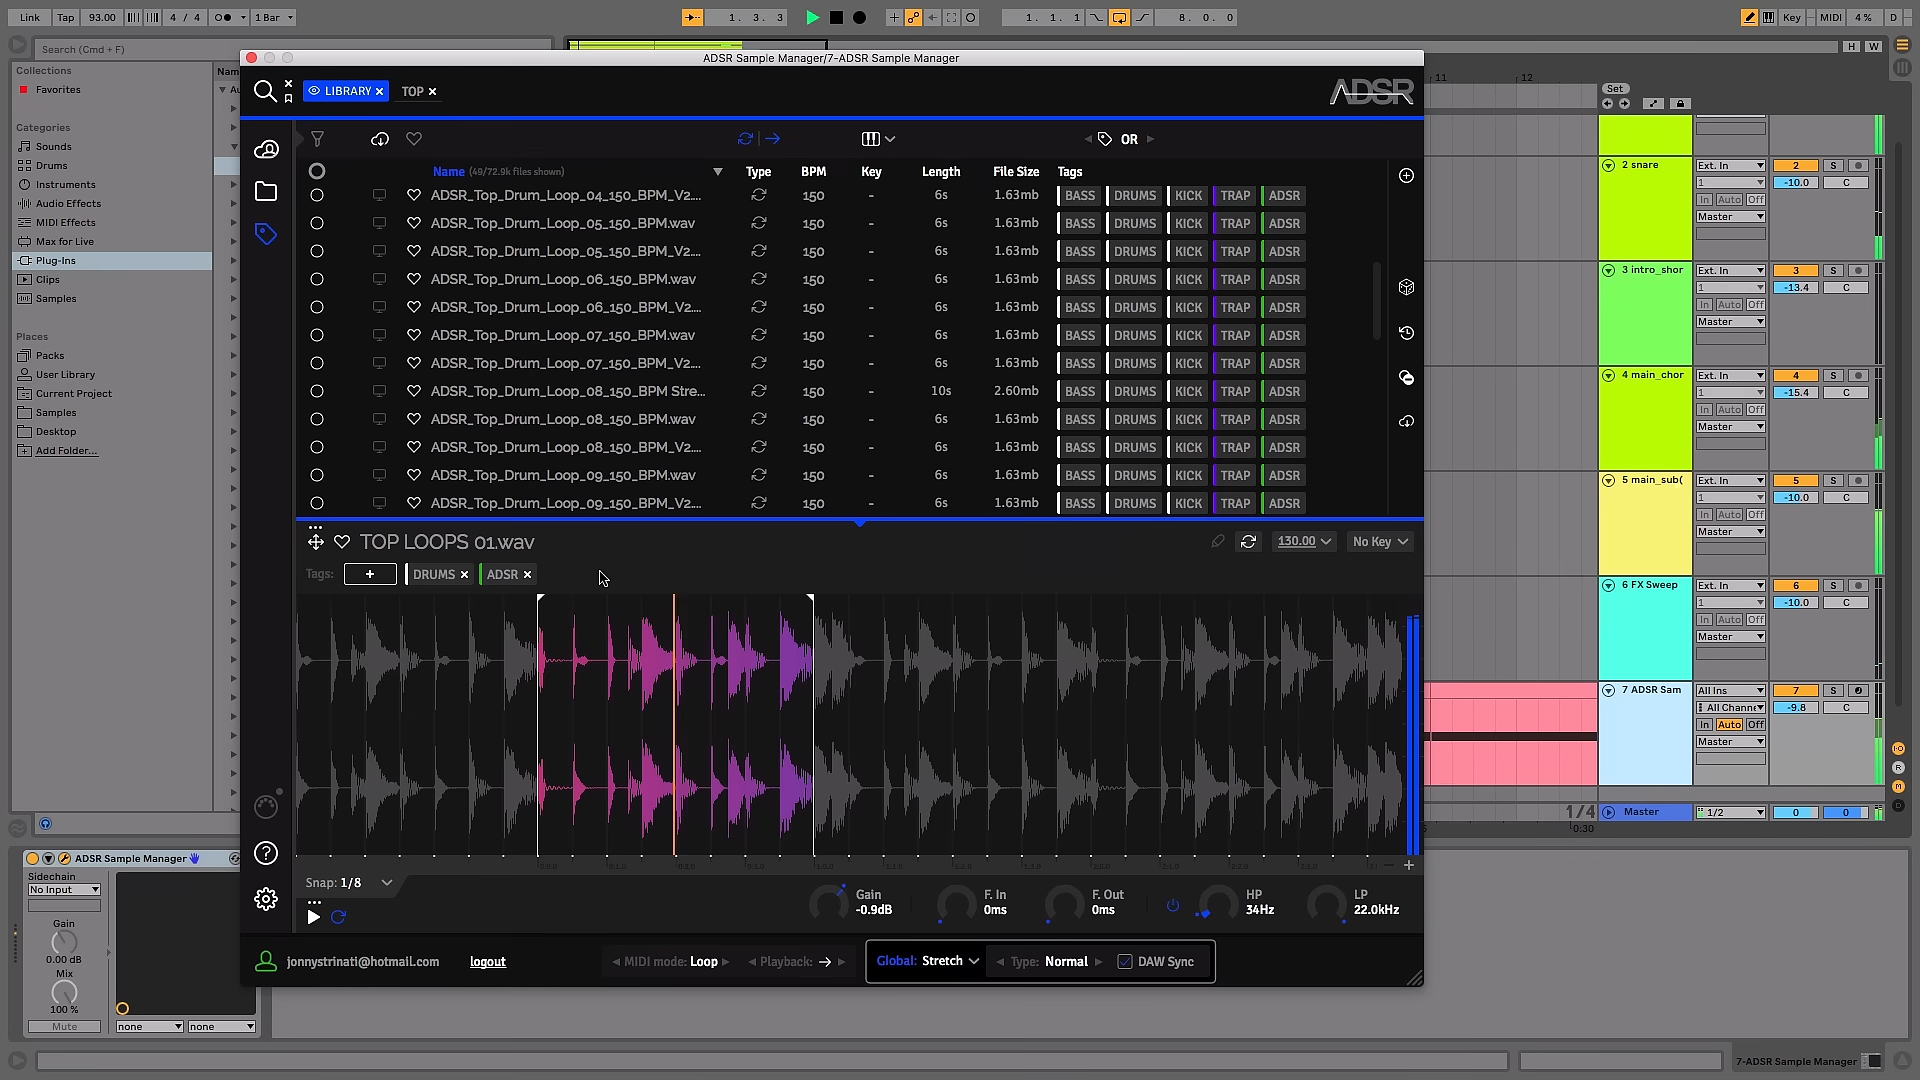 Link Tap 93.00 4 / 4 1 Bar 1. 3. 3 1. 1. 1 8. 0. 0 Key MIDI 4 % D
Search (Cmd + F)
H W
ADSR Sample Manager/7-ADSR Sample Manager
Collections
Favorites
Categories
Sounds
Drums
Instruments
Audio Effects
MIDI Effects
Max for Live
Plug-Ins
Clips
Samples
Places
Packs
User Library
Current Project
Samples
Desktop
Add Folder...
Nam
LIBRARY TOP
ADSR
OR
Name (49/72.9k files shown) Type BPM Key Length File Size Tags
ADSR_Top_Drum_Loop_04_150_BPM_V2.... 150 - 6s 1.63mb BASS DRUMS KICK TRAP ADSR
ADSR_Top_Drum_Loop_05_150_BPM.wav 150 - 6s 1.63mb BASS DRUMS KICK TRAP ADSR
ADSR_Top_Drum_Loop_05_150_BPM_V2.... 150 - 6s 1.63mb BASS DRUMS KICK TRAP ADSR
ADSR_Top_Drum_Loop_06_150_BPM.wav 150 - 6s 1.63mb BASS DRUMS KICK TRAP ADSR
ADSR_Top_Drum_Loop_06_150_BPM_V2.... 150 - 6s 1.63mb BASS DRUMS KICK TRAP ADSR
ADSR_Top_Drum_Loop_07_150_BPM.wav 150 - 6s 1.63mb BASS DRUMS KICK TRAP ADSR
ADSR_Top_Drum_Loop_07_150_BPM_V2.... 150 - 6s 1.63mb BASS DRUMS KICK TRAP ADSR
ADSR_Top_Drum_Loop_08_150_BPM Stre... 150 - 10s 2.60mb BASS DRUMS KICK TRAP ADSR
ADSR_Top_Drum_Loop_08_150_BPM.wav 150 - 6s 1.63mb BASS DRUMS KICK TRAP ADSR
ADSR_Top_Drum_Loop_08_150_BPM_V2.... 150 - 6s 1.63mb BASS DRUMS KICK TRAP ADSR
ADSR_Top_Drum_Loop_09_150_BPM.wav 150 - 6s 1.63mb BASS DRUMS KICK TRAP ADSR
ADSR_Top_Drum_Loop_09_150_BPM_V2.... 150 - 6s 1.63mb BASS DRUMS KICK TRAP ADSR
TOP LOOPS 01.wav 130.00 No Key
Tags: + DRUMS ADSR
Snap: 1/8
Gain -0.9dB
F. In 0ms
F. Out 0ms
HP 34Hz
LP 22.0kHz
jonnystrinati@hotmail.com logout MIDI mode: Loop Playback: Global: Stretch Type: Normal DAW Sync
11 12
Set
2 snare Ext. In 2 S
1 -10.0 C
In Auto Off
Master
3 intro_shor Ext. In 3 S
1 -13.4 C
In Auto Off
Master
4 main_chor Ext. In 4 S
1 -15.4 C
In Auto Off
Master
5 main_sub( Ext. In 5 S
1 -10.0 C
In Auto Off
Master
6 FX Sweep Ext. In 6 S
1 -10.0 C
In Auto Off
Master
7 ADSR Sam All Ins 7 S
All Channe -9.8 C
In Auto Off
Master
1/4 Master 1/2 0 0
0:30
R
M
D
ADSR Sample Manager
Sidechain
No Input
Gain
0.00 dB
Mix
100 %
Mute none none
7-ADSR Sample Manager